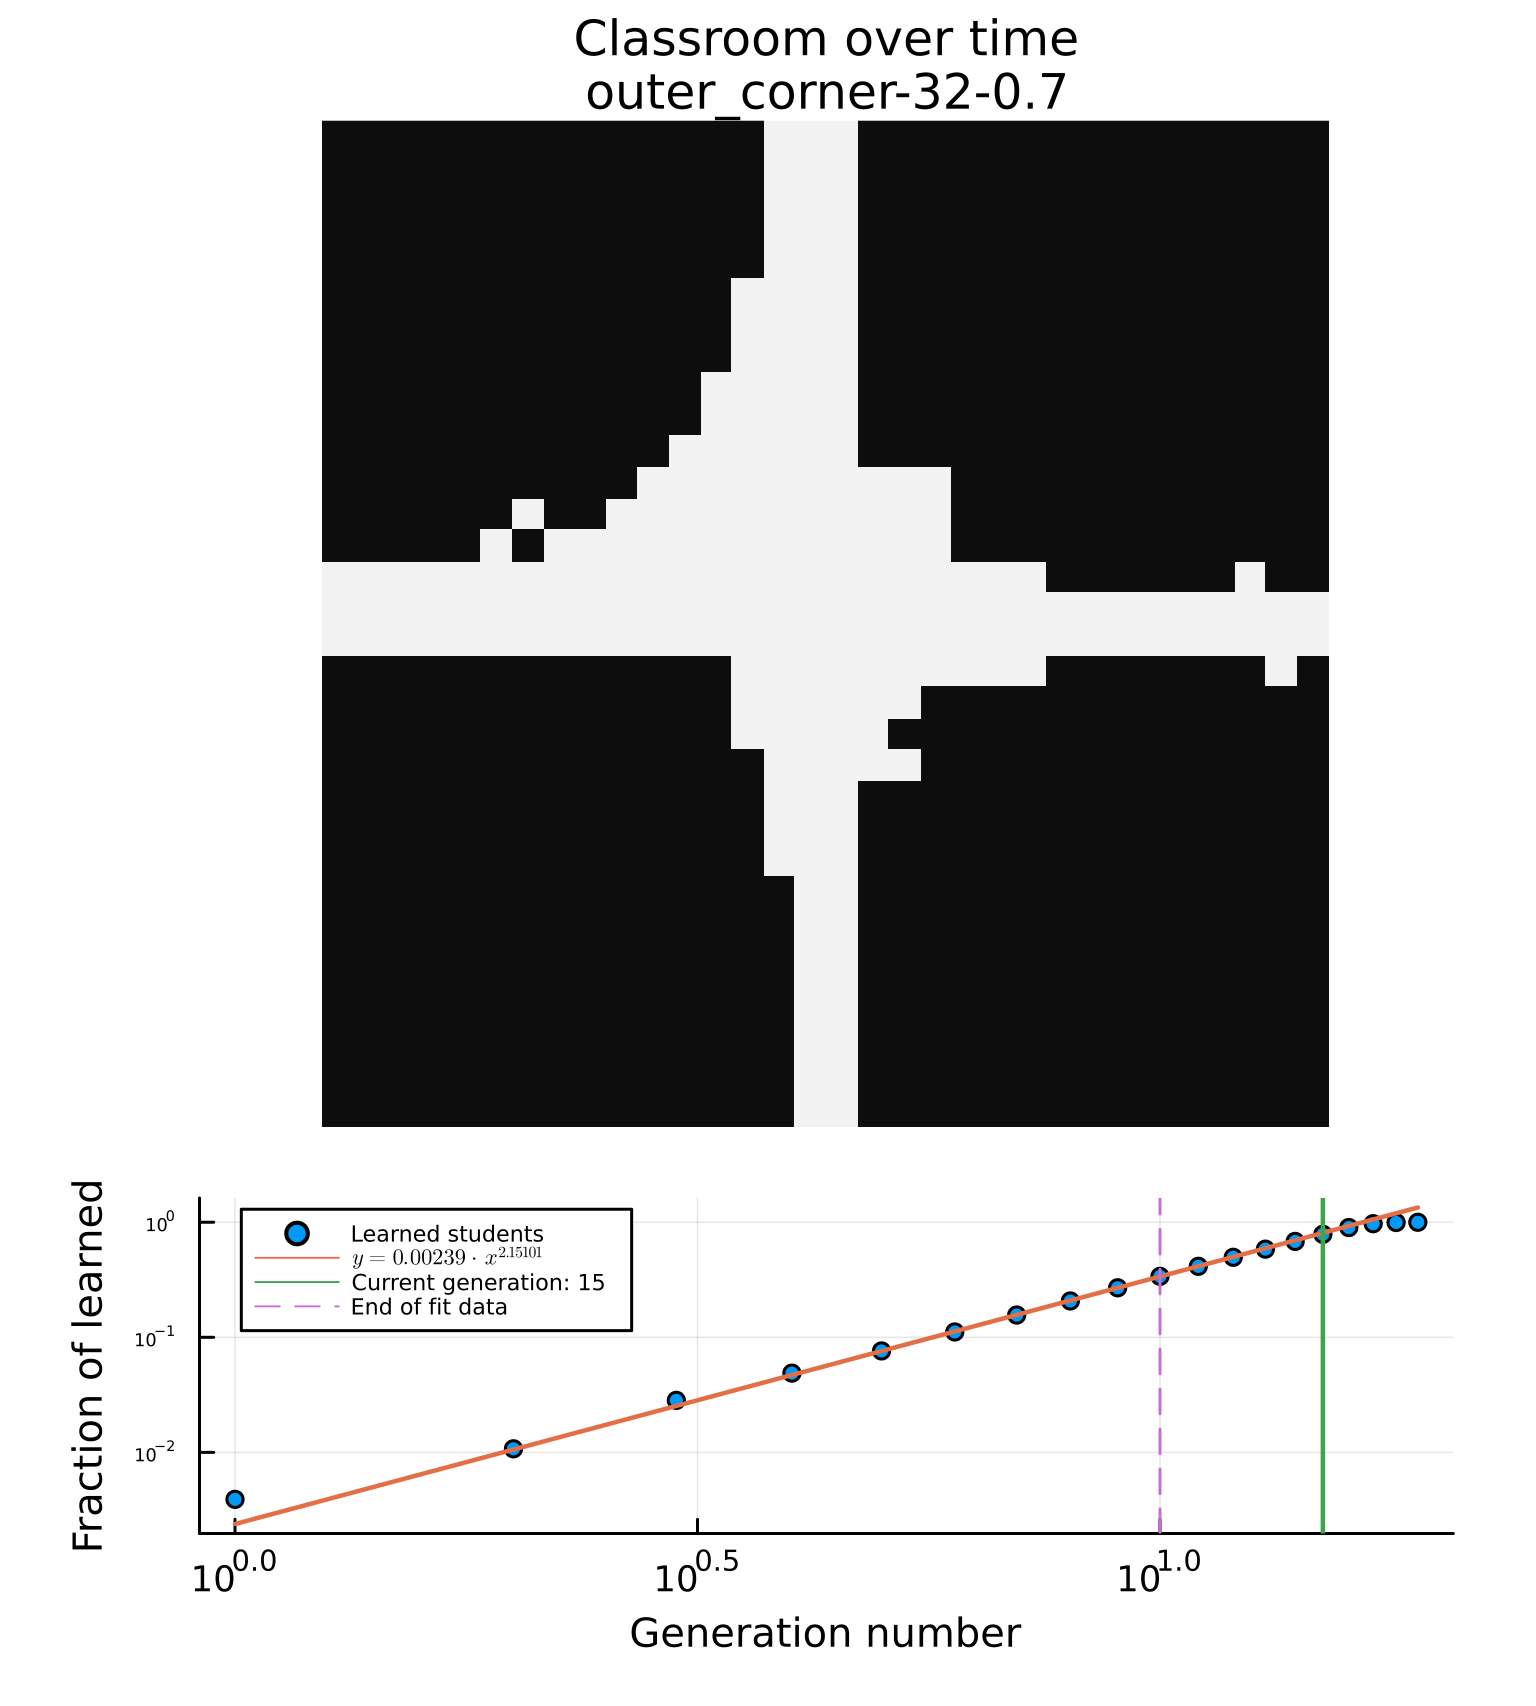 Classroom over time
outer_corner-32-0.7
Fraction of learned
10^0
10^−1
10^−2
Learned students
y = 0.00239 · x^2.15101
Current generation: 15
End of fit data
10^0.0 10^0.5 10^1.0
Generation number